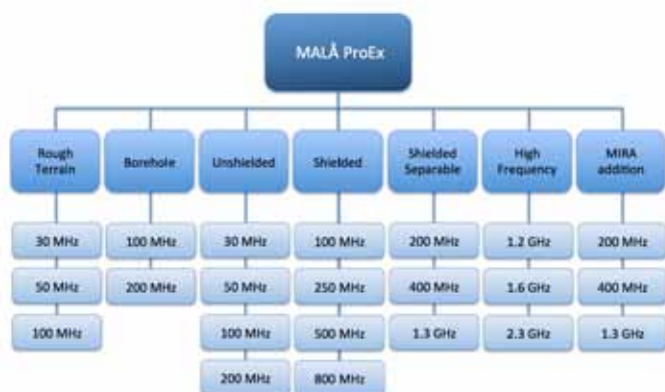 MALÅ ProEx
Rough
Terrain
Borehole
Unshielded
Shielded
Shielded
Separable
High
Frequency
MIRA
addition
30 MHz
100 MHz
30 MHz
100 MHz
200 MHz
1.2 GHz
200 MHz
50 MHz
200 MHz
50 MHz
250 MHz
400 MHz
1.6 GHz
400 MHz
100 MHz
100 MHz
500 MHz
1.3 GHz
2.3 GHz
1.3 GHz
200 MHz
800 MHz